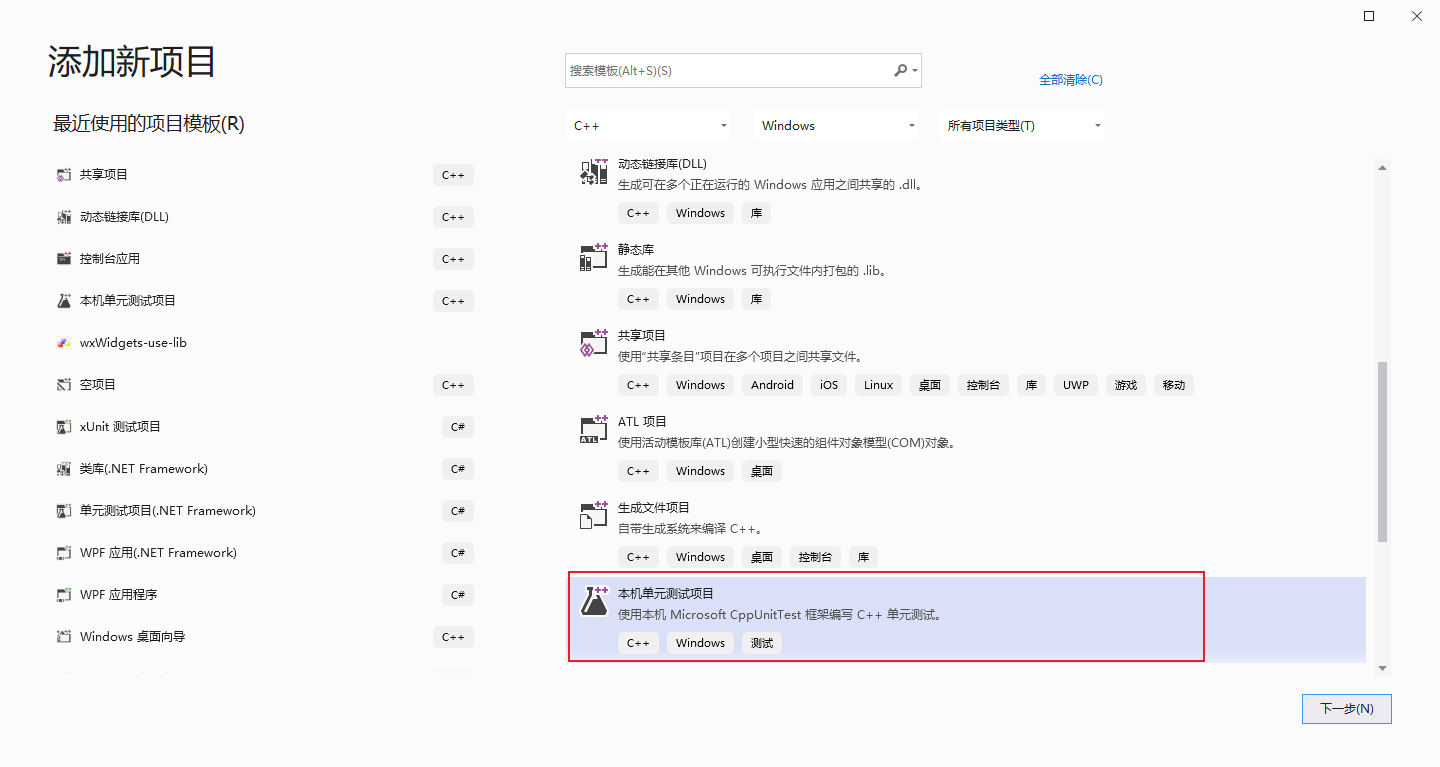 添加新项目
搜索模板(Alt+S)(S)
全部清除(C)
最近使用的项目模板(R)
C++
Windows
所有项目类型(T)
共享项目
C++
动态链接库(DLL)
C++
控制台应用
C++
本机单元测试项目
C++
wxWidgets-use-lib
空项目
C++
xUnit 测试项目
C#
类库(.NET Framework)
C#
单元测试项目(.NET Framework)
C#
WPF 应用(.NET Framework)
C#
WPF 应用程序
C#
Windows 桌面向导
C++
动态链接库(DLL)
生成可在多个正在运行的 Windows 应用之间共享的 .dll。
C++ Windows 库
静态库
生成能在其他 Windows 可执行文件内打包的 .lib。
C++ Windows 库
共享项目
使用“共享条目”项目在多个项目之间共享文件。
C++ Windows Android iOS Linux 桌面 控制台 库 UWP 游戏 移动
ATL
ATL 项目
使用活动模板库(ATL)创建小型快速的组件对象模型(COM)对象。
C++ Windows 桌面
生成文件项目
自带生成系统来编译 C++。
C++ Windows 桌面 控制台 库
本机单元测试项目
使用本机 Microsoft CppUnitTest 框架编写 C++ 单元测试。
C++ Windows 测试
下一步(N)